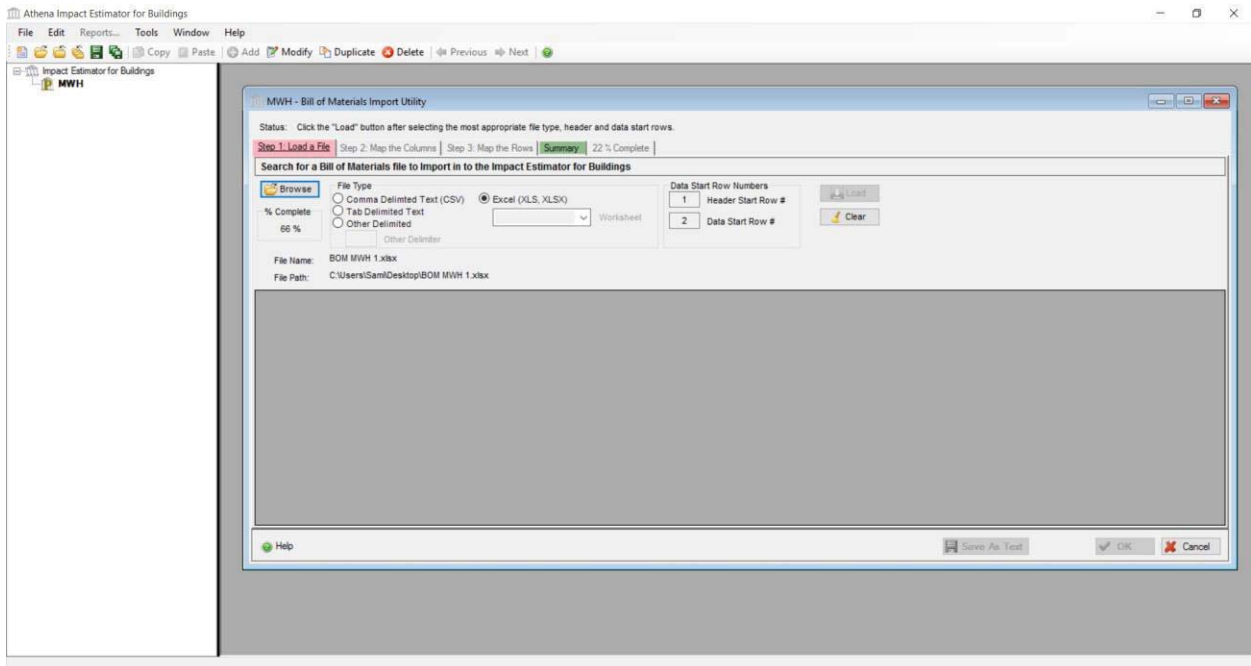 Athena Impact Estimator for Buildings
File Edit Reports... Tools Window Help
Copy Paste Add Modify Duplicate Delete Previous Next
Impact Estimator for Buildings
MWH
MWH - Bill of Materials Import Utility
Status: Click the "Load" button after selecting the most appropriate file type, header and data start rows.
Step 1: Load a File Step 2: Map the Columns Step 3: Map the Rows Summary 22 % Complete
Search for a Bill of Materials file to Import in to the Impact Estimator for Buildings
Browse
% Complete
66 %
File Type
Comma Delimted Text (CSV) Excel (XLS, XLSX)
Tab Delimited Text Worksheet
Other Delimited
Other Delimiter
Data Start Row Numbers
1 Header Start Row #
2 Data Start Row #
Load
Clear
File Name: BOM MWH 1.xlsx
File Path: C:\Users\Sami\Desktop\BOM MWH 1.xlsx
Help Save As Text OK Cancel